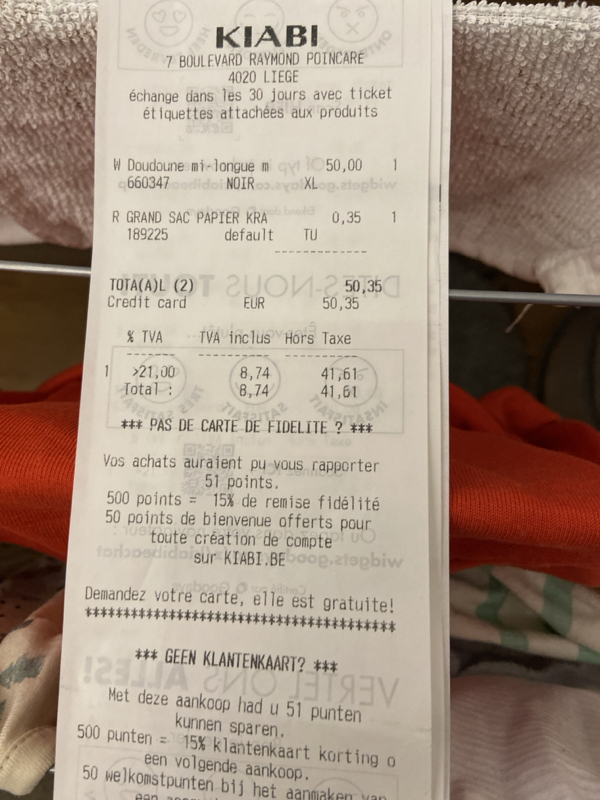 KIABI
7 BOULEVARD RAYMOND POINCARE
4020 LIEGE
échange dans les 30 jours avec ticket
étiquettes attachées aux produits
W Doudoune mi-longue m 50,00 1
660347 NOIR XL
R GRAND SAC PAPIER KRA 0,35 1
189225 default TU
--------------
TOTA(A)L (2) 50,35
Credit card EUR 50,35
% TVA TVA inclus Hors Taxe
1 >21,00 8,74 41,61
Total : 8,74 41,61
*** PAS DE CARTE DE FIDELITE ? ***
Vos achats auraient pu vous rapporter
51 points.
500 points = 15% de remise fidélité
50 points de bienvenue offerts pour
toute création de compte
sur KIABI.BE
Demandez votre carte, elle est gratuite!
****************************************
*** GEEN KLANTENKAART? ***
Met deze aankoop had u 51 punten
kunnen sparen.
500 punten = 15% klantenkaart korting o
een volgende aankoop.
50 welkomstpunten bij het aanmaken van